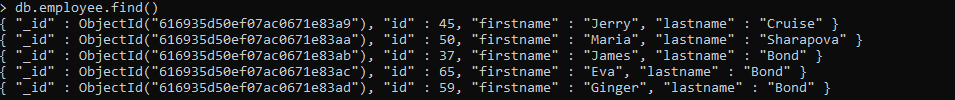 > db.employee.find()
{ "_id" : ObjectId("616935d50ef07ac0671e83a9"), "id" : 45, "firstname" : "Jerry", "lastname" : "Cruise" }
{ "_id" : ObjectId("616935d50ef07ac0671e83aa"), "id" : 50, "firstname" : "Maria", "lastname" : "Sharapova" }
{ "_id" : ObjectId("616935d50ef07ac0671e83ab"), "id" : 37, "firstname" : "James", "lastname" : "Bond" }
{ "_id" : ObjectId("616935d50ef07ac0671e83ac"), "id" : 65, "firstname" : "Eva", "lastname" : "Bond" }
{ "_id" : ObjectId("616935d50ef07ac0671e83ad"), "id" : 59, "firstname" : "Ginger", "lastname" : "Bond" }